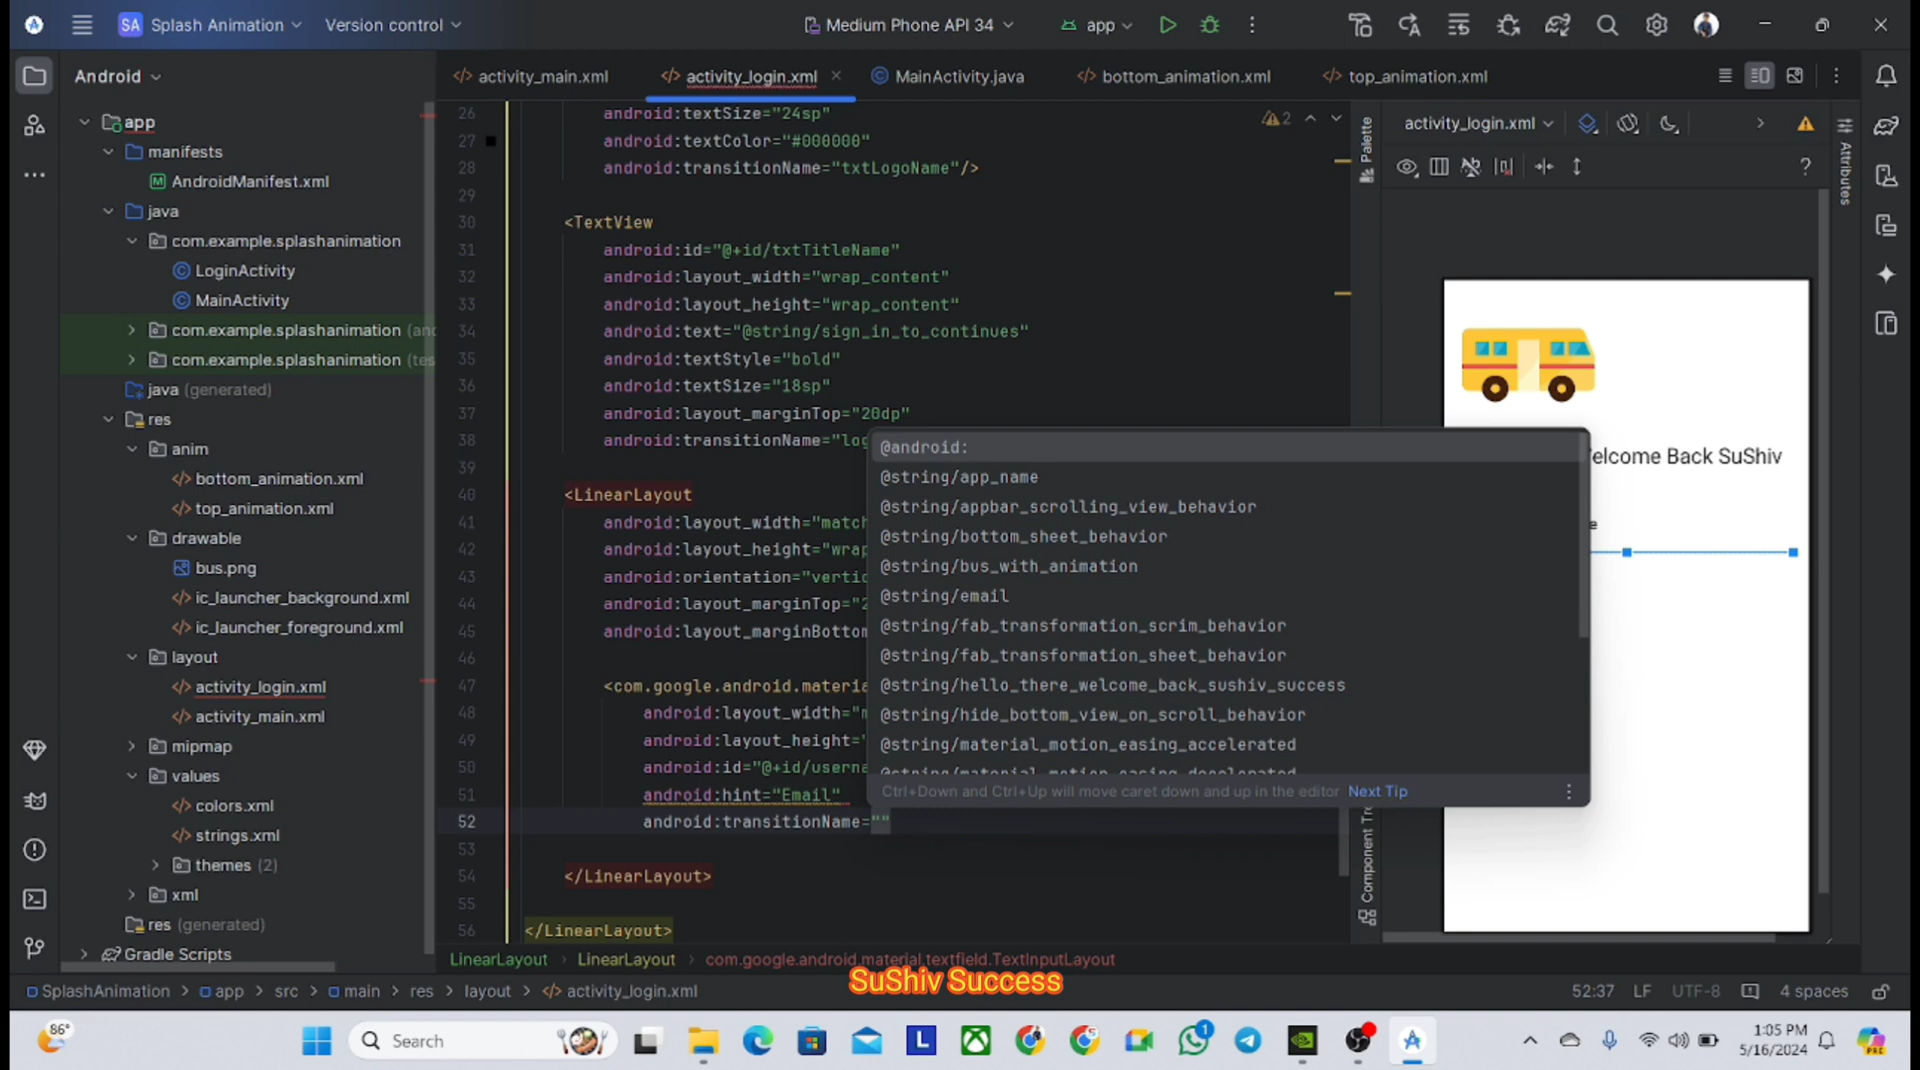 SA Splash Animation Version control Medium Phone API 34 app
Android
activity_main.xml activity_login.xml MainActivity.java bottom_animation.xml top_animation.xml
app
manifests
AndroidManifest.xml
java
com.example.splashanimation
LoginActivity
MainActivity
com.example.splashanimation (and
com.example.splashanimation (tes
java (generated)
res
anim
bottom_animation.xml
top_animation.xml
drawable
bus.png
ic_launcher_background.xml
ic_launcher_foreground.xml
layout
activity_login.xml
activity_main.xml
mipmap
values
colors.xml
strings.xml
themes (2)
xml
res (generated)
Gradle Scripts
2
26 android:textSize="24sp"
27 android:textColor="#000000"
28 android:transitionName="txtLogoName"/>
29
30 <TextView
31 android:id="@+id/txtTitleName"
32 android:layout_width="wrap_content"
33 android:layout_height="wrap_content"
34 android:text="@string/sign_in_to_continues"
35 android:textStyle="bold"
36 android:textSize="18sp"
37 android:layout_marginTop="20dp"
38 android:transitionName="log
39
40 <LinearLayout
41 android:layout_width="match
42 android:layout_height="wrap
43 android:orientation="vertic
44 android:layout_marginTop="2
45 android:layout_marginBottom
46
47 <com.google.android.materia
48 android:layout_width="m
49 android:layout_height="
50 android:id="@+id/userna
51 android:hint="Email"
52 android:transitionName=""
53
54 </LinearLayout>
55
56 </LinearLayout>
@android:
@string/app_name
@string/appbar_scrolling_view_behavior
@string/bottom_sheet_behavior
@string/bus_with_animation
@string/email
@string/fab_transformation_scrim_behavior
@string/fab_transformation_sheet_behavior
@string/hello_there_welcome_back_sushiv_success
@string/hide_bottom_view_on_scroll_behavior
@string/material_motion_easing_accelerated
@string/material_motion_easing_decelerated
Ctrl+Down and Ctrl+Up will move caret down and up in the editor Next Tip
Palette
Component Tr
activity_login.xml
?
Attributes
elcome Back SuShiv
e
LinearLayout LinearLayout com.google.android.material.textfield.TextInputLayout
SuShiv Success
SplashAnimation app src main res layout activity_login.xml
52:37 LF UTF-8 4 spaces
86°
Search
L
1
1:05 PM
5/16/2024
PRE